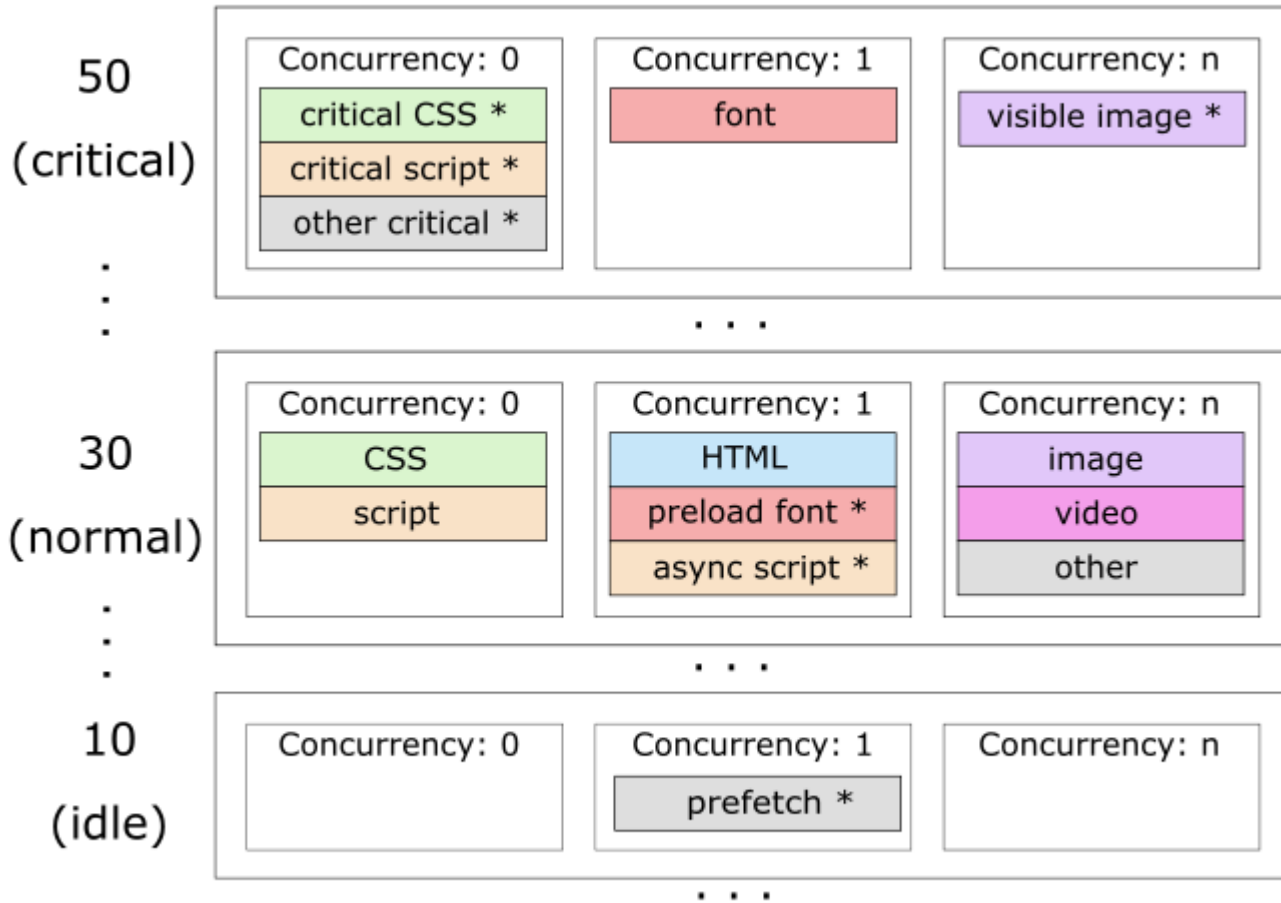 50
(critical)
Concurrency: 0
critical CSS *
critical script *
other critical *
Concurrency: 1
font
Concurrency: n
visible image *
. . .
. . .
30
(normal)
Concurrency: 0
CSS
script
Concurrency: 1
HTML
preload font *
async script *
Concurrency: n
image
video
other
. . .
. . .
10
(idle)
Concurrency: 0
Concurrency: 1
prefetch *
Concurrency: n
. . .